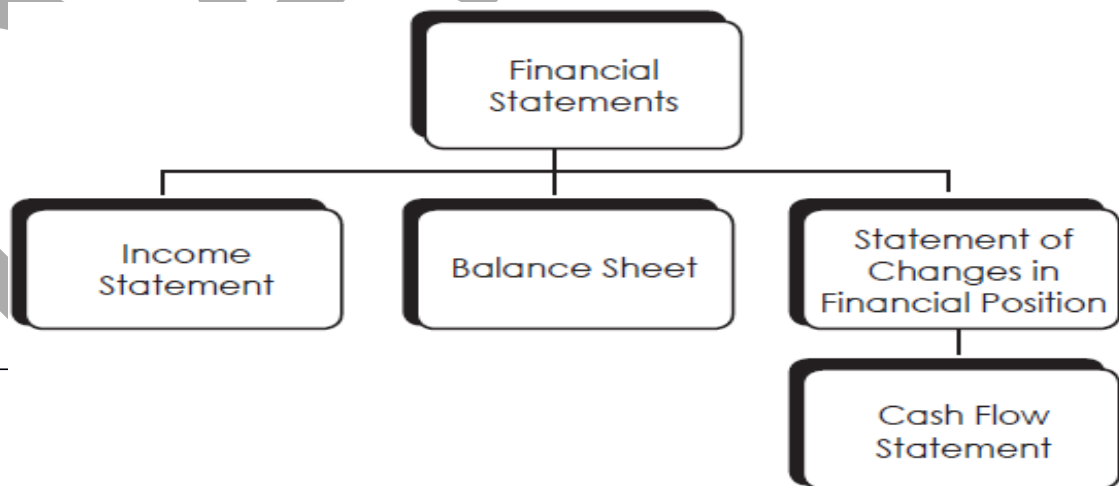 Financial
Statements
Income
Statement
Balance Sheet
Statement of
Changes in
Financial Position
Cash Flow
Statement